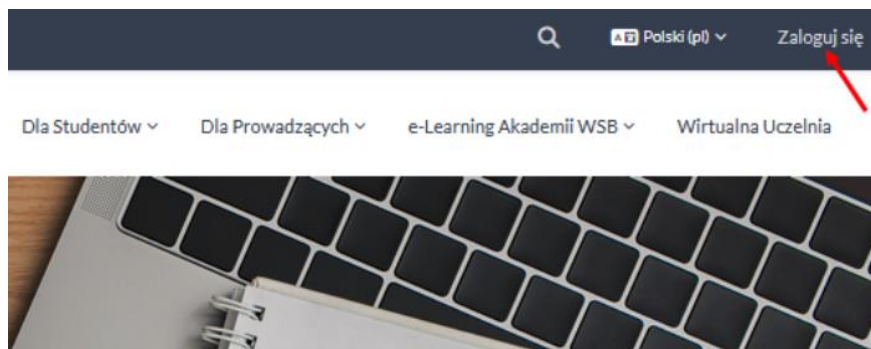 Polski (pl) Zaloguj się
Dla Studentów Dla Prowadzących e-Learning Akademii WSB Wirtualna Uczelnia